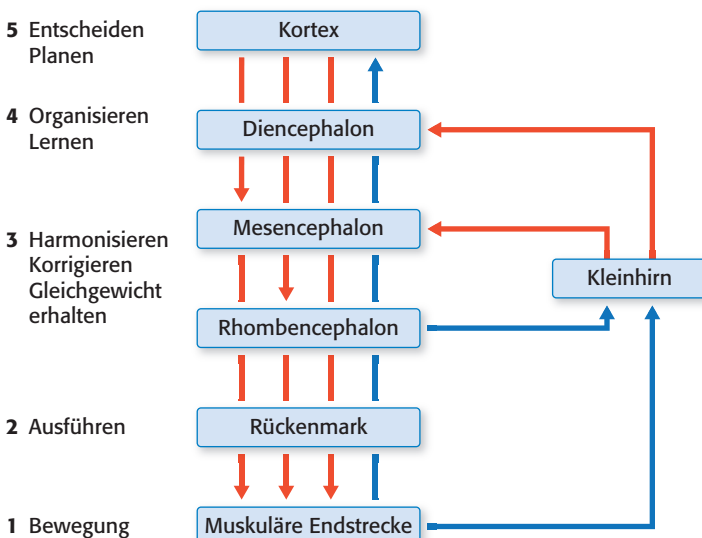 5 Entscheiden
Planen
Kortex
4 Organisieren
Lernen
Diencephalon
3 Harmonisieren
Korrigieren
Gleichgewicht
erhalten
Mesencephalon
Kleinhirn
Rhombencephalon
2 Ausführen
Rückenmark
1 Bewegung
Muskuläre Endstrecke